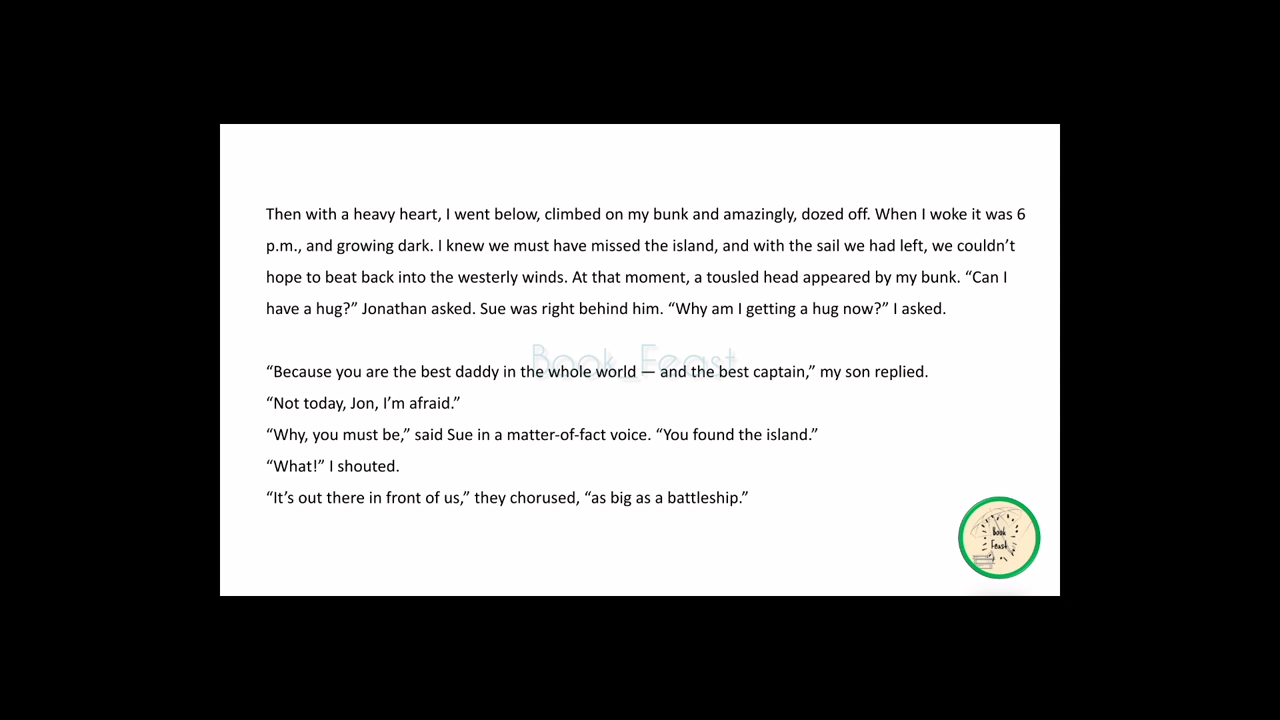 Then with a heavy heart, I went below, climbed on my bunk and amazingly, dozed off. When I woke it was 6
p.m., and growing dark. I knew we must have missed the island, and with the sail we had left, we couldn’t
hope to beat back into the westerly winds. At that moment, a tousled head appeared by my bunk. “Can I
have a hug?” Jonathan asked. Sue was right behind him. “Why am I getting a hug now?” I asked.
Book_Feast
“Because you are the best daddy in the whole world — and the best captain,” my son replied.
“Not today, Jon, I’m afraid.”
“Why, you must be,” said Sue in a matter-of-fact voice. “You found the island.”
“What!” I shouted.
“It’s out there in front of us,” they chorused, “as big as a battleship.”
Book
Feast